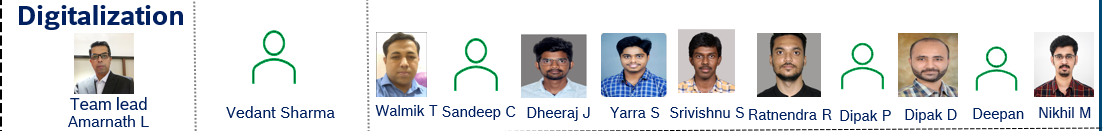 Digitalization
Team lead
Amarnath L
Vedant Sharma
Walmik T Sandeep C Dheeraj J Yarra S Srivishnu S Ratnendra R Dipak P Dipak D Deepan Nikhil M